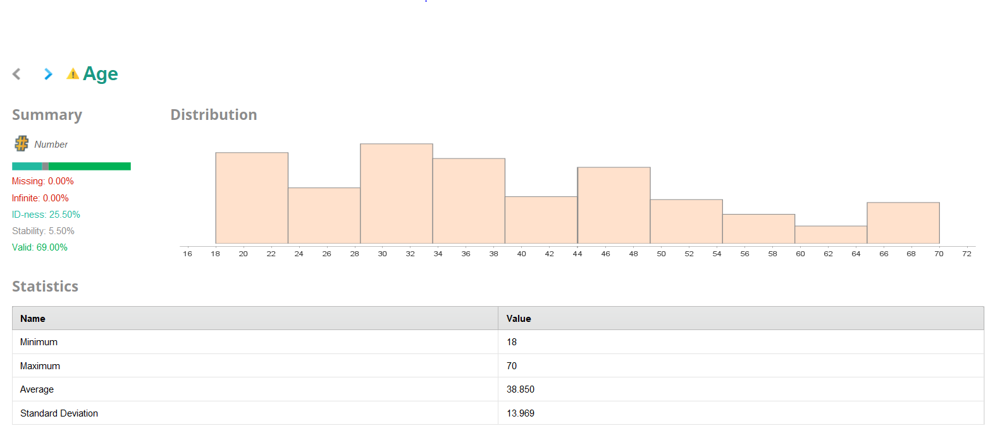 Age
Summary
Distribution
# Number
Missing: 0.00%
Infinite: 0.00%
ID-ness: 25.50%
Stability: 5.50%
Valid: 69.00%
16 18 20 22 24 26 28 30 32 34 36 38 40 42 44 46 48 50 52 54 56 58 60 62 64 66 68 70 72
Statistics
Name Value
Minimum 18
Maximum 70
Average 38.850
Standard Deviation 13.969